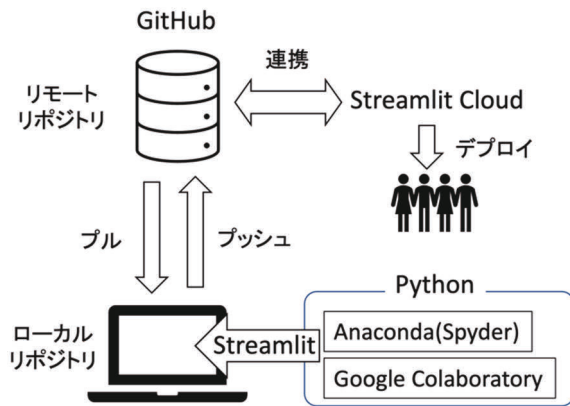 GitHub
連携
リモート
リポジトリ
Streamlit Cloud
デプロイ
プル
プッシュ
Python
ローカル
リポジトリ
Streamlit
Anaconda(Spyder)
Google Colaboratory